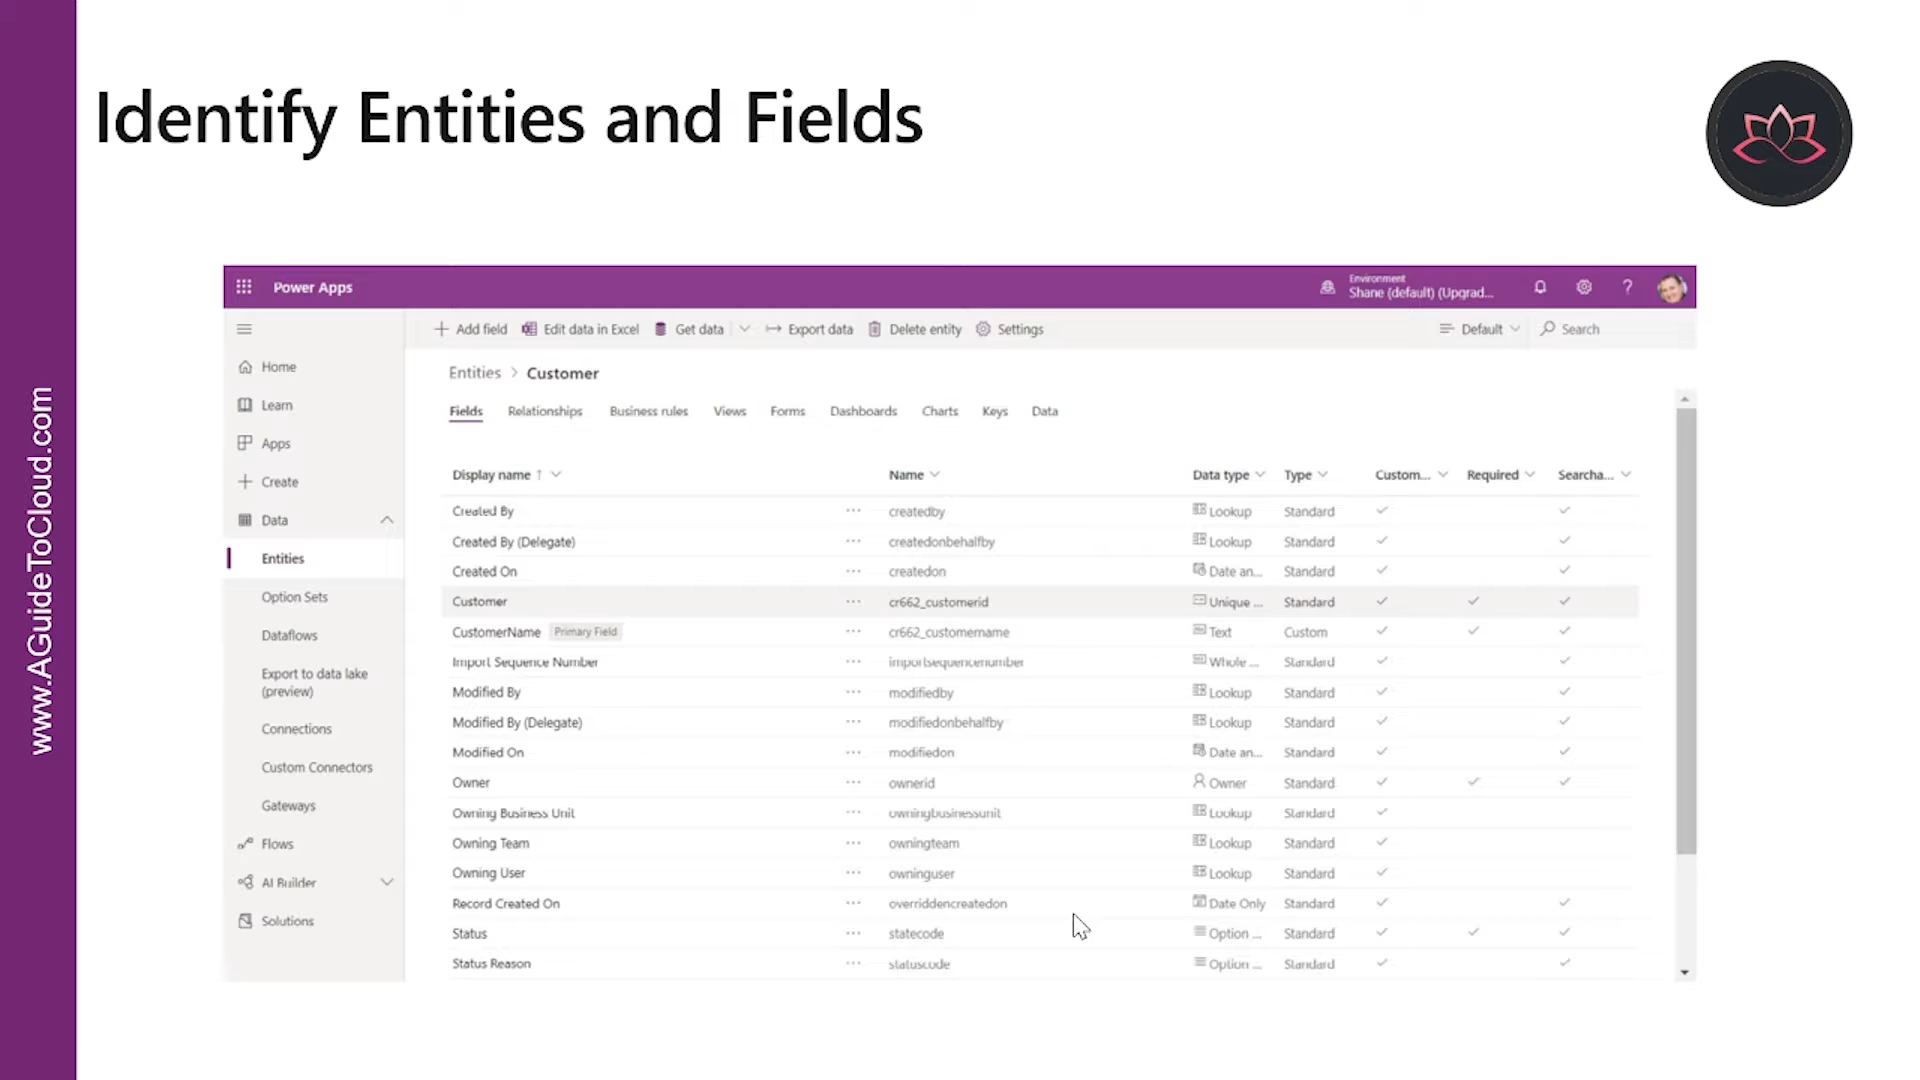 Identify Entities and Fields
www.AGuideToCloud.com
Power Apps
Environment
Shane (default) (Upgrad...
?
Add field Edit data in Excel Get data Export data Delete entity Settings Default Search
Home
Learn
Apps
Create
Data
Entities
Option Sets
Dataflows
Export to data lake
(preview)
Connections
Custom Connectors
Gateways
Flows
AI Builder
Solutions
Entities > Customer
Fields Relationships Business rules Views Forms Dashboards Charts Keys Data
Display name ↑ Name Data type Type Custom... Required Searcha...
Created By ··· createdby Lookup Standard
Created By (Delegate) ··· createdonbehalfby Lookup Standard
Created On ··· createdon Date an... Standard
Customer ··· cr662_customerid Unique ... Standard
CustomerName Primary Field ··· cr662_customername Text Custom
Import Sequence Number ··· importsequencenumber Whole ... Standard
Modified By ··· modifiedby Lookup Standard
Modified By (Delegate) ··· modifiedonbehalfby Lookup Standard
Modified On ··· modifiedon Date an... Standard
Owner ··· ownerid Owner Standard
Owning Business Unit ··· owningbusinessunit Lookup Standard
Owning Team ··· owningteam Lookup Standard
Owning User ··· owninguser Lookup Standard
Record Created On ··· overriddencreatedon Date Only Standard
Status ··· statecode Option ... Standard
Status Reason ··· statuscode Option ... Standard